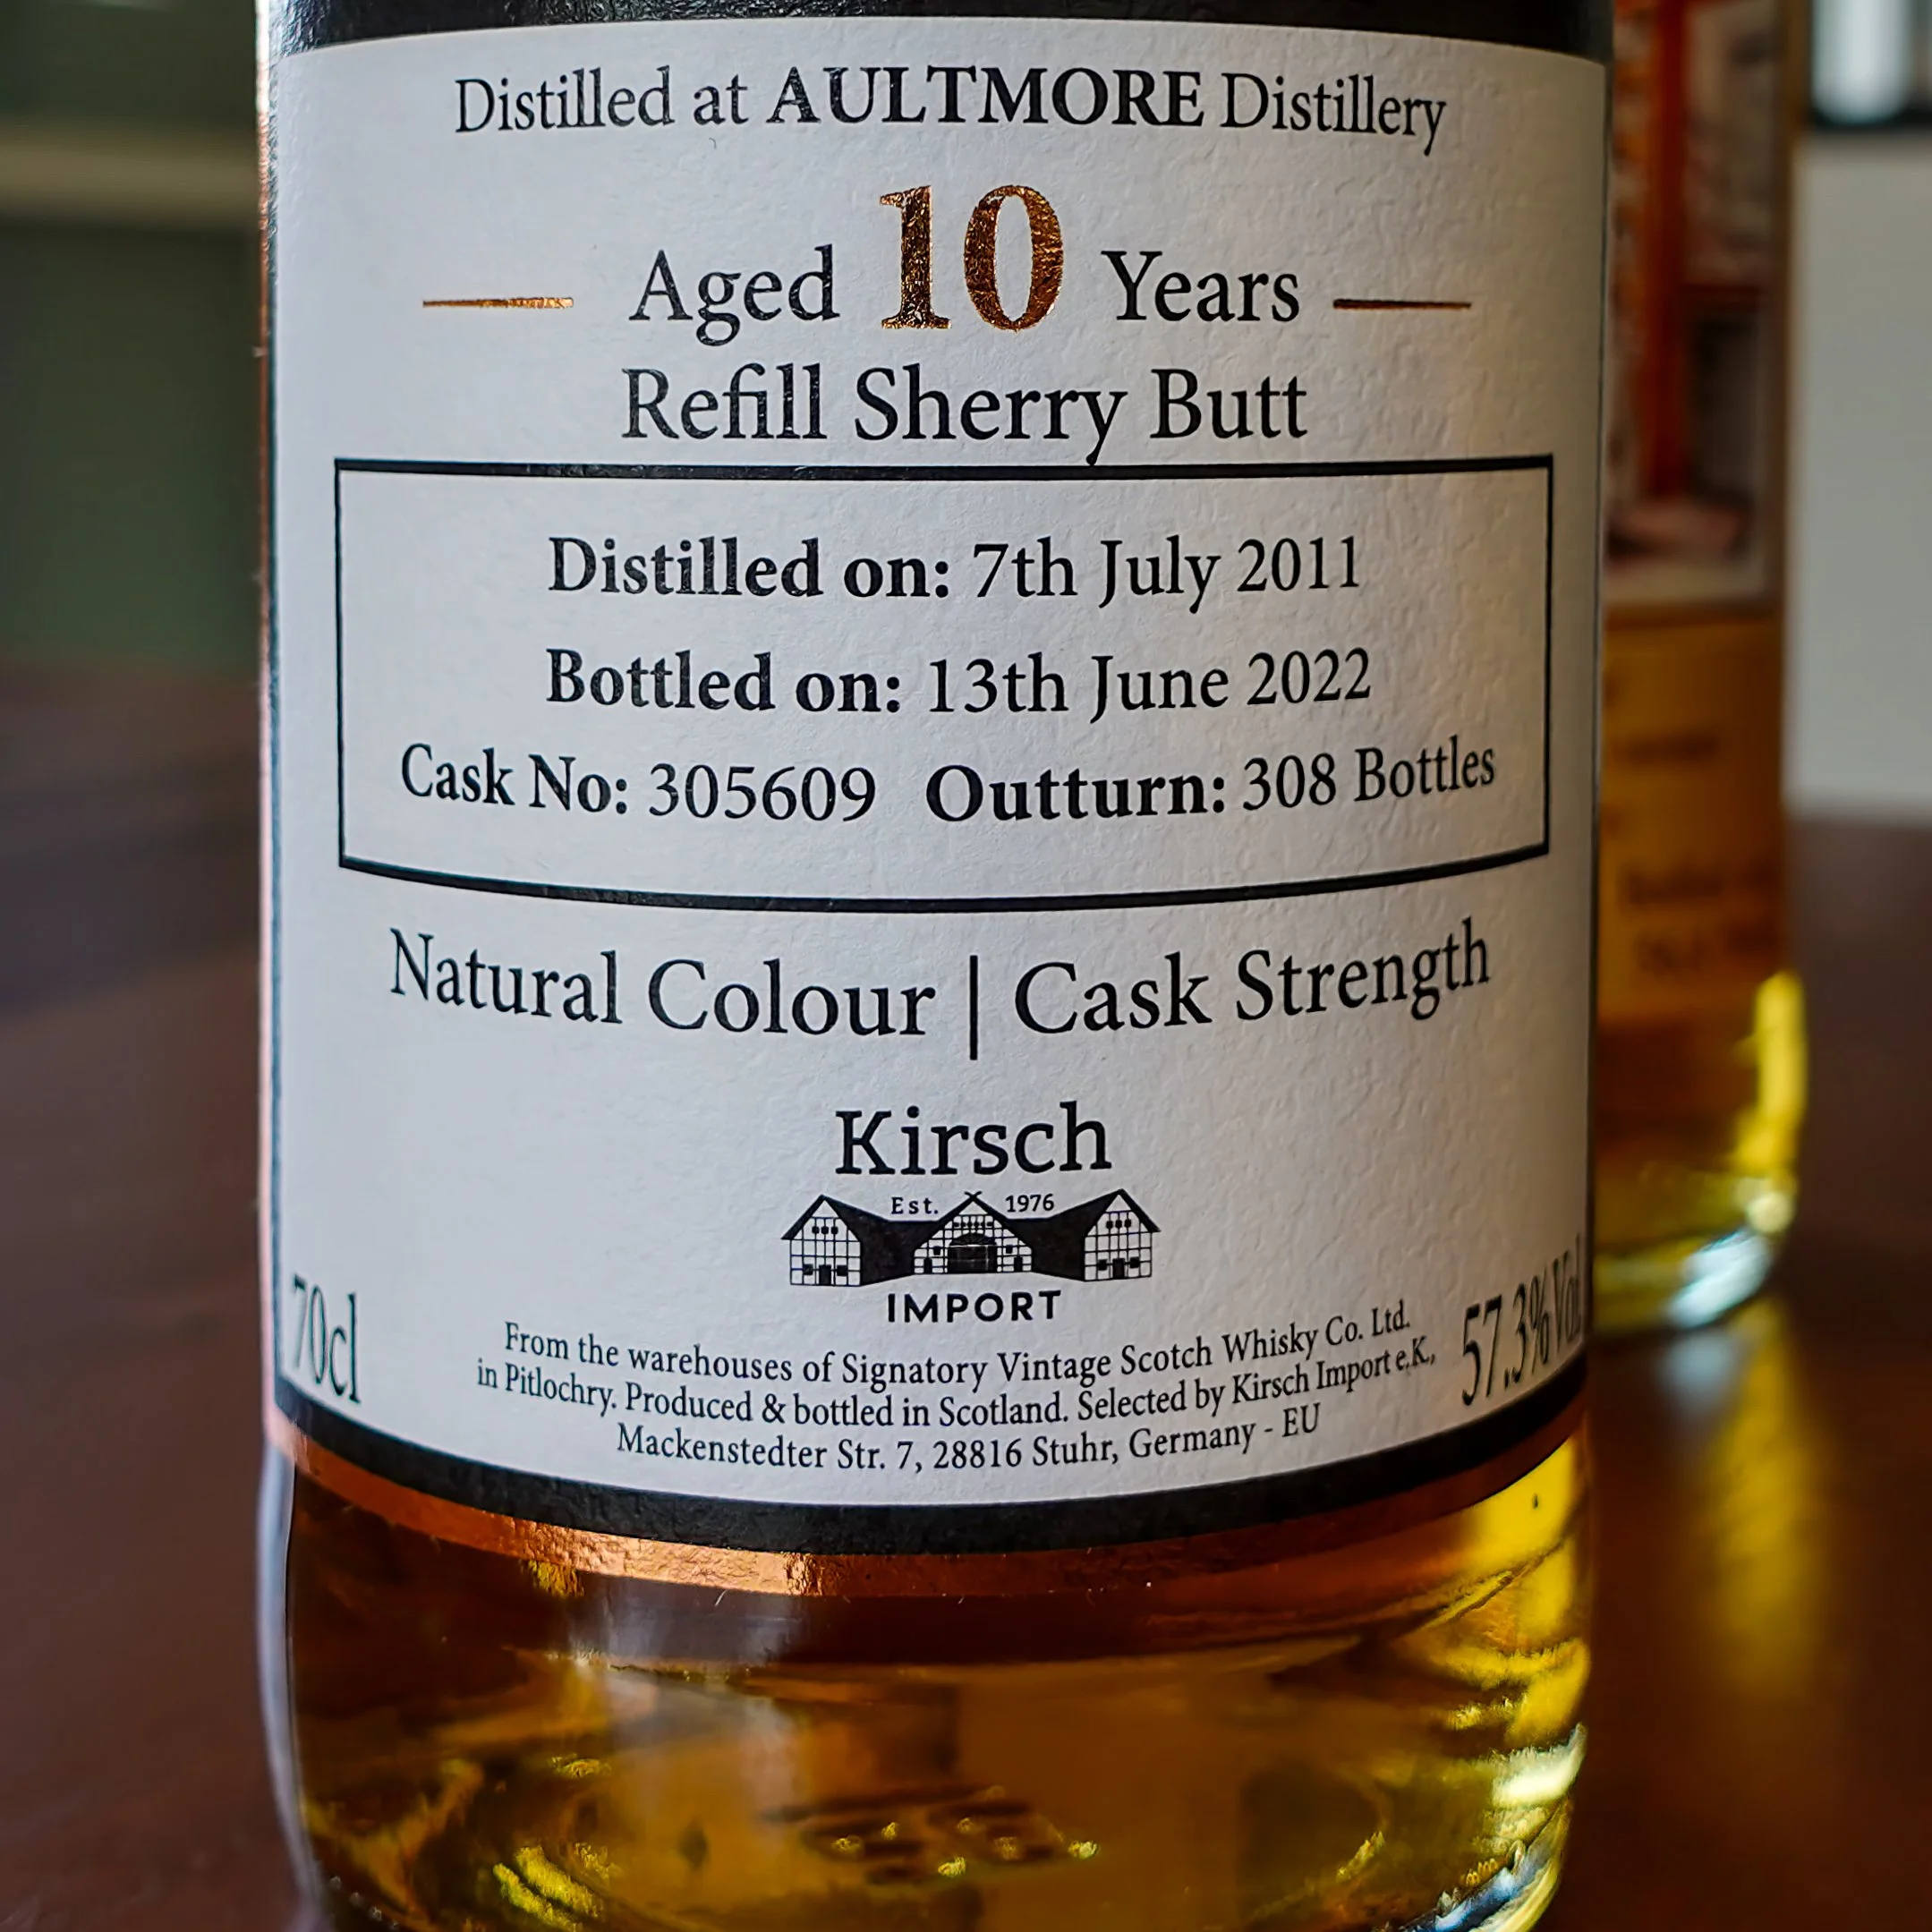 Distilled at AULTMORE Distillery
Aged 10 Years
Refill Sherry Butt
Distilled on: 7th July 2011
Bottled on: 13th June 2022
Cask No: 305609 Outturn: 308 Bottles
Natural Colour | Cask Strength
Kirsch
Est. 1976
IMPORT
70cl
57.3% Vol
From the warehouses of Signatory Vintage Scotch Whisky Co. Ltd.
in Pitlochry. Produced & bottled in Scotland. Selected by Kirsch Import e.K.,
Mackenstedter Str. 7, 28816 Stuhr, Germany - EU